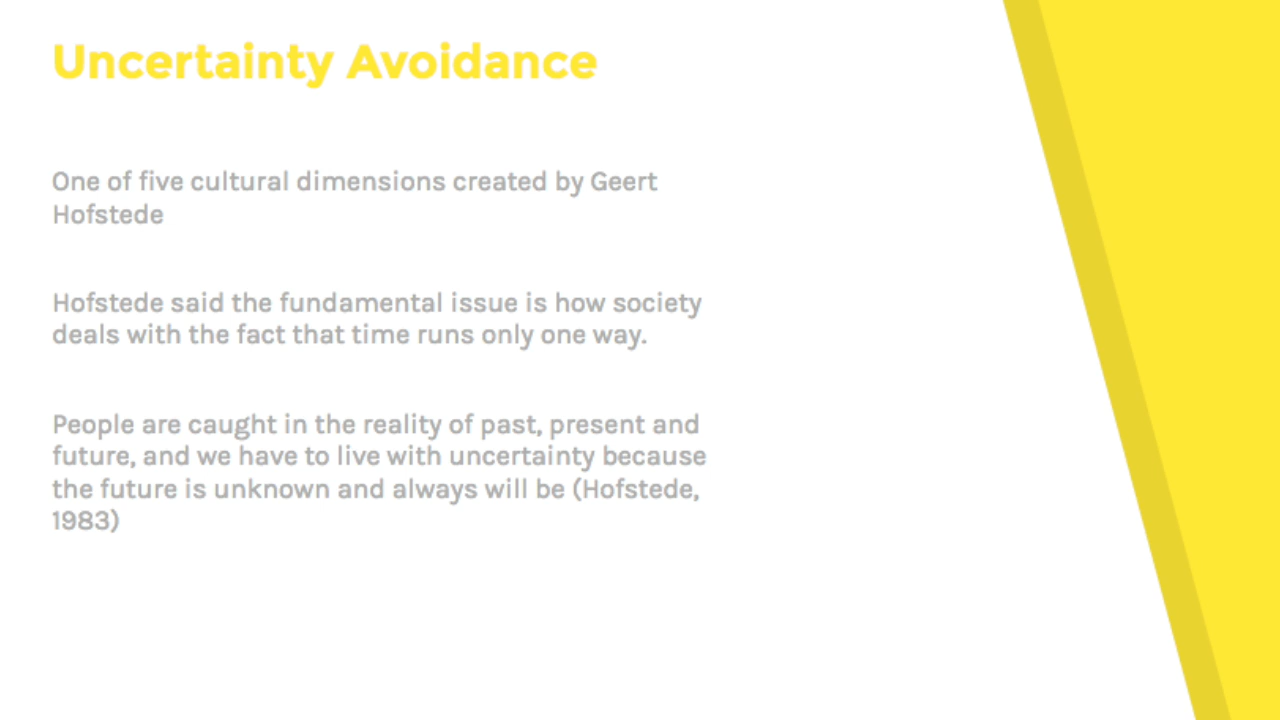 Uncertainty Avoidance
One of five cultural dimensions created by Geert
Hofstede
Hofstede said the fundamental issue is how society
deals with the fact that time runs only one way.
People are caught in the reality of past, present and
future, and we have to live with uncertainty because
the future is unknown and always will be (Hofstede,
1983)